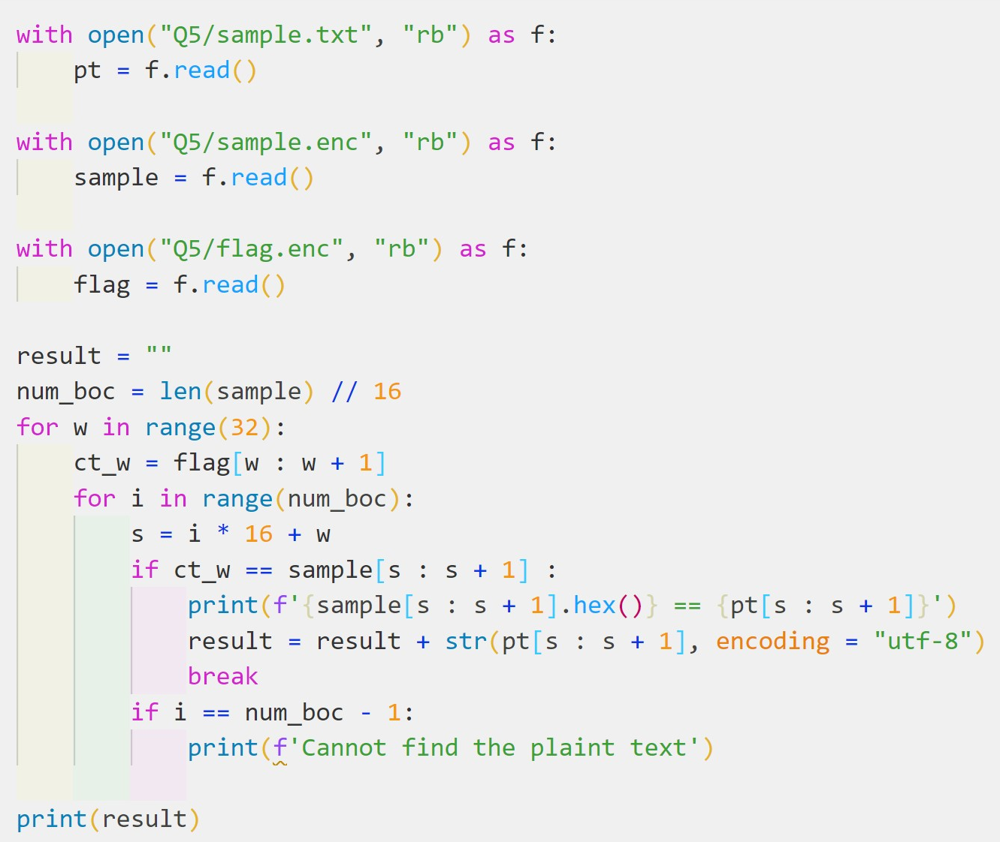 with open("Q5/sample.txt", "rb") as f:
    pt = f.read()

with open("Q5/sample.enc", "rb") as f:
    sample = f.read()

with open("Q5/flag.enc", "rb") as f:
    flag = f.read()

result = ""
num_boc = len(sample) // 16
for w in range(32):
    ct_w = flag[w : w + 1]
    for i in range(num_boc):
        s = i * 16 + w
        if ct_w == sample[s : s + 1] :
            print(f'{sample[s : s + 1].hex()} == {pt[s : s + 1]}')
            result = result + str(pt[s : s + 1], encoding = "utf-8")
            break
        if i == num_boc - 1:
            print(f'Cannot find the plaint text')

print(result)